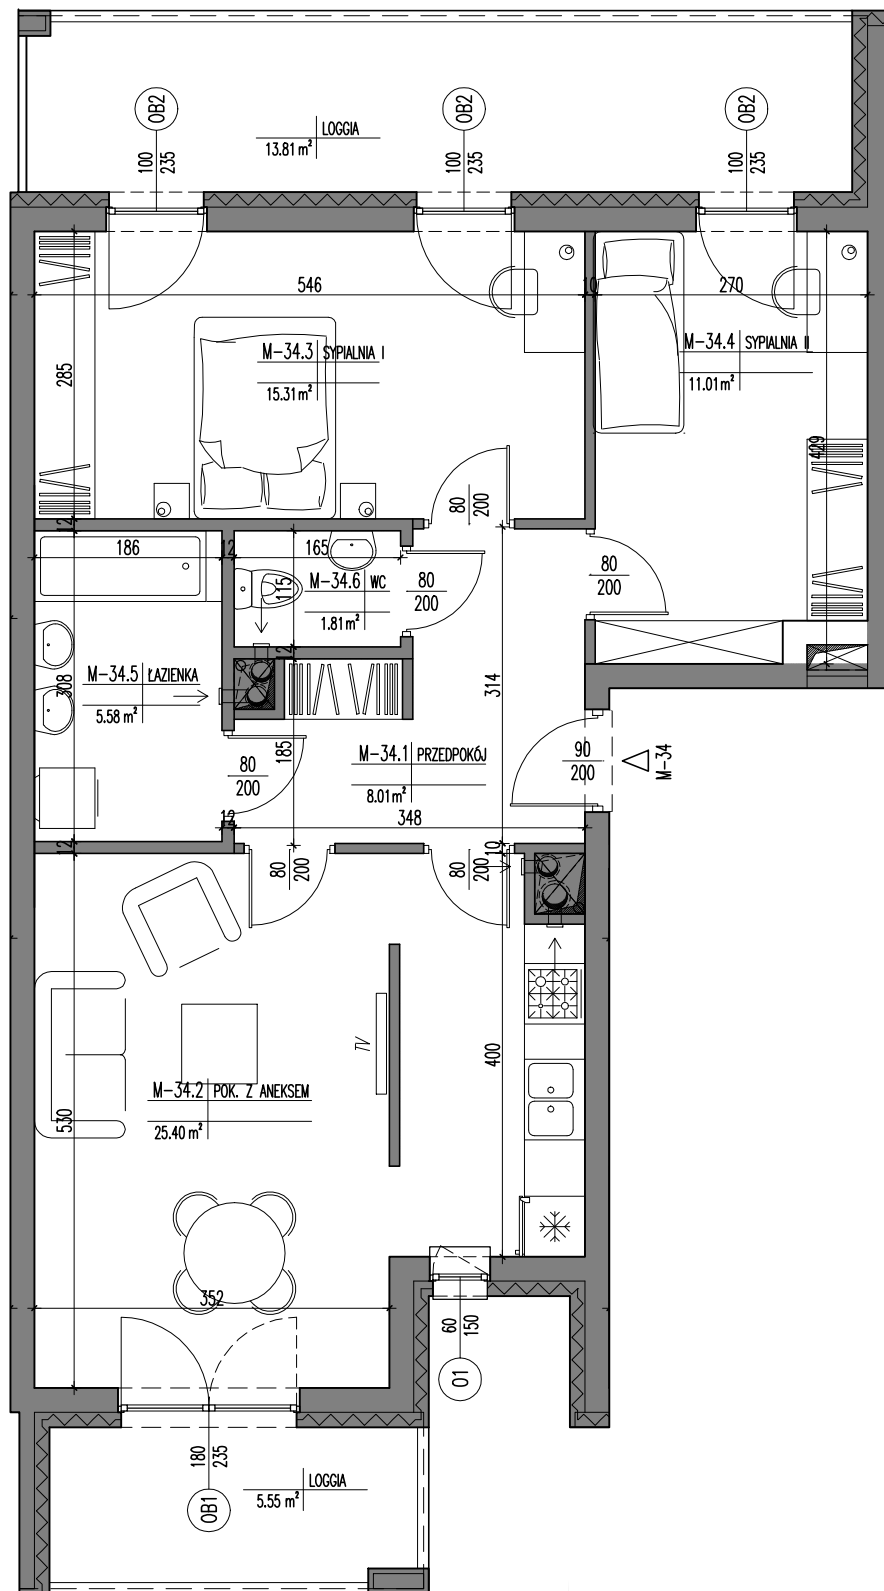 OB2
OB2
OB2
100
235
100
235
100
235
LOGGIA
13.81 m²
546
10
270
M-34.3 SYPIALNIA I
15.31 m²
M-34.4 SYPIALNIA II
11.01 m²
285
429
80
200
12
186
12
165
80
200
80
200
115
M-34.6 WC
1.81 m²
12
M-34.5 ŁAZIENKA
5.58 m²
308
314
185
M-34.1 PRZEDPOKÓJ
8.01 m²
80
200
90
200
M-34
12
348
12
80
200
80
200
10
TV
400
M-34.2 POK. Z ANEKSEM
25.40 m²
530
352
60
150
O1
180
235
LOGGIA
5.55 m²
OB1